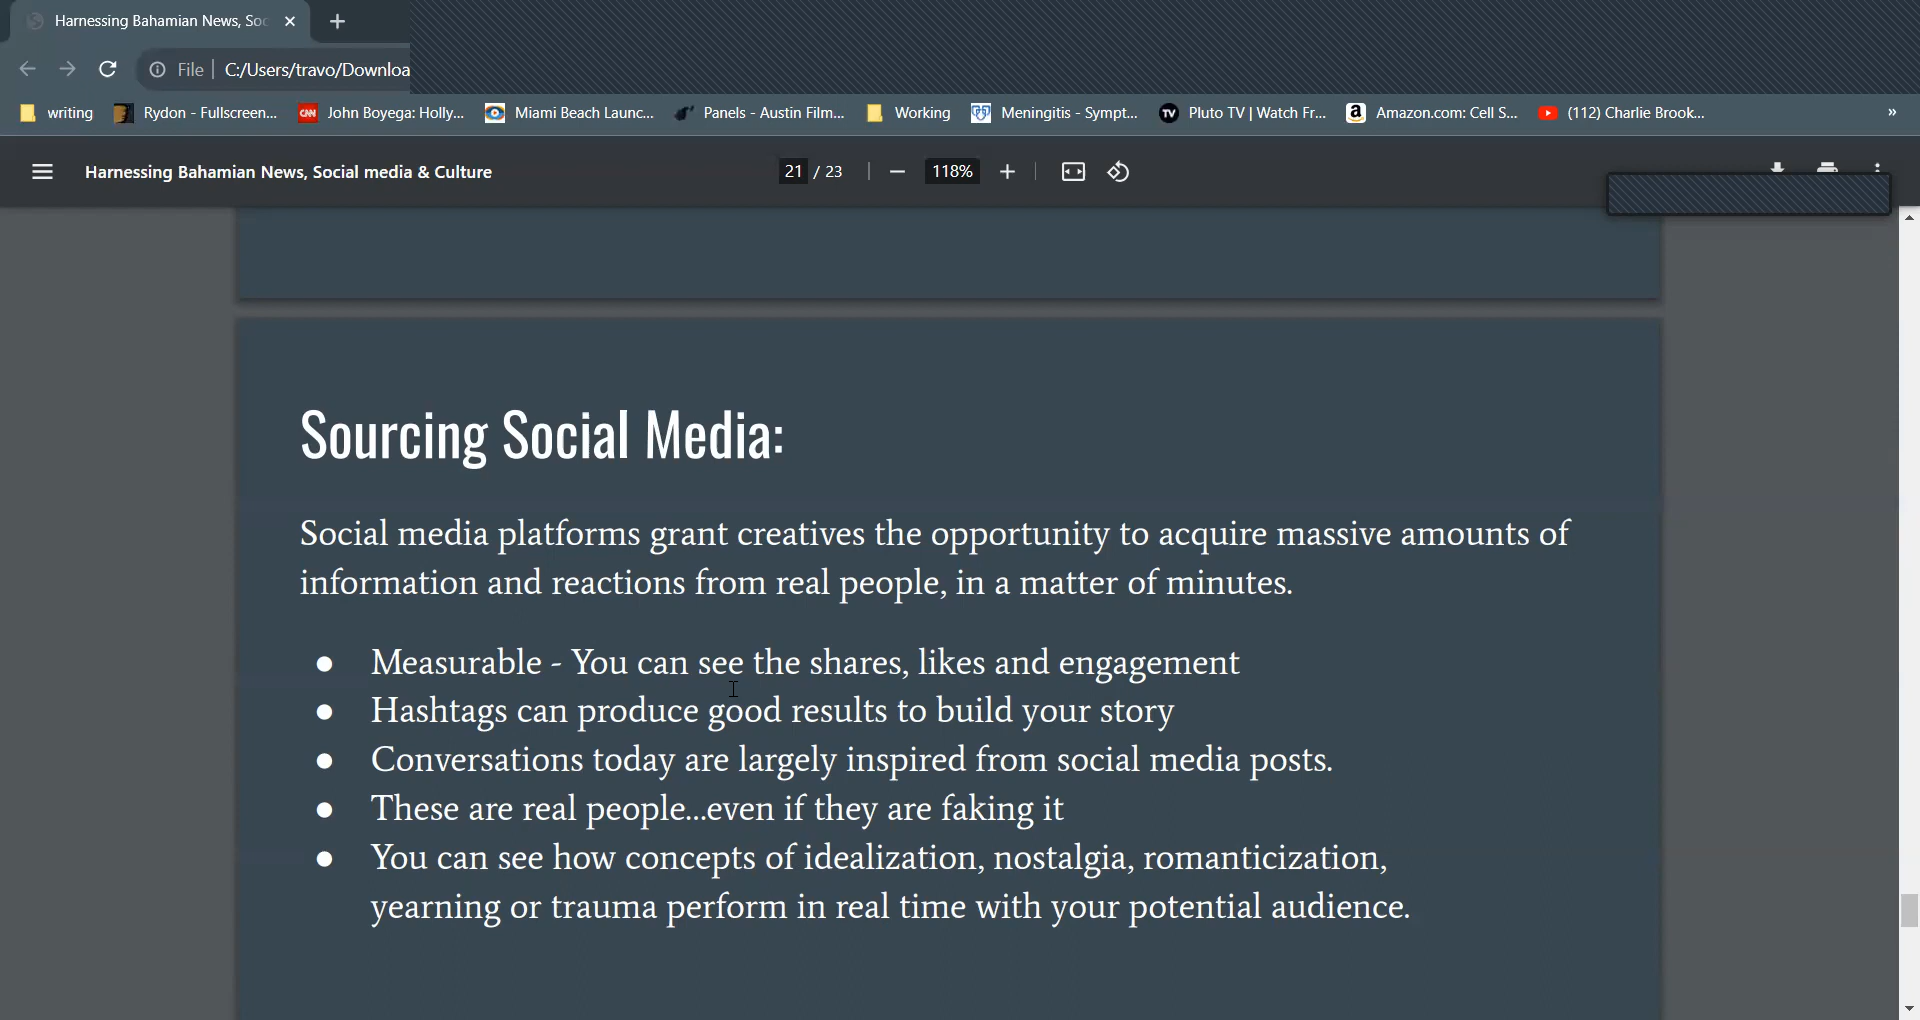 Harnessing Bahamian News, Soc
File
C:/Users/travo/Downloa
writing
Rydon - Fullscreen...
CNN
John Boyega: Holly...
Miami Beach Launc...
Panels - Austin Film...
Working
Meningitis - Sympt...
TV
Pluto TV | Watch Fr...
a
Amazon.com: Cell S...
(112) Charlie Brook...
»
Harnessing Bahamian News, Social media & Culture
21 / 23
118%
Sourcing Social Media:
Social media platforms grant creatives the opportunity to acquire massive amounts of
information and reactions from real people, in a matter of minutes.
● Measurable - You can see the shares, likes and engagement
● Hashtags can produce good results to build your story
● Conversations today are largely inspired from social media posts.
● These are real people...even if they are faking it
● You can see how concepts of idealization, nostalgia, romanticization,
yearning or trauma perform in real time with your potential audience.